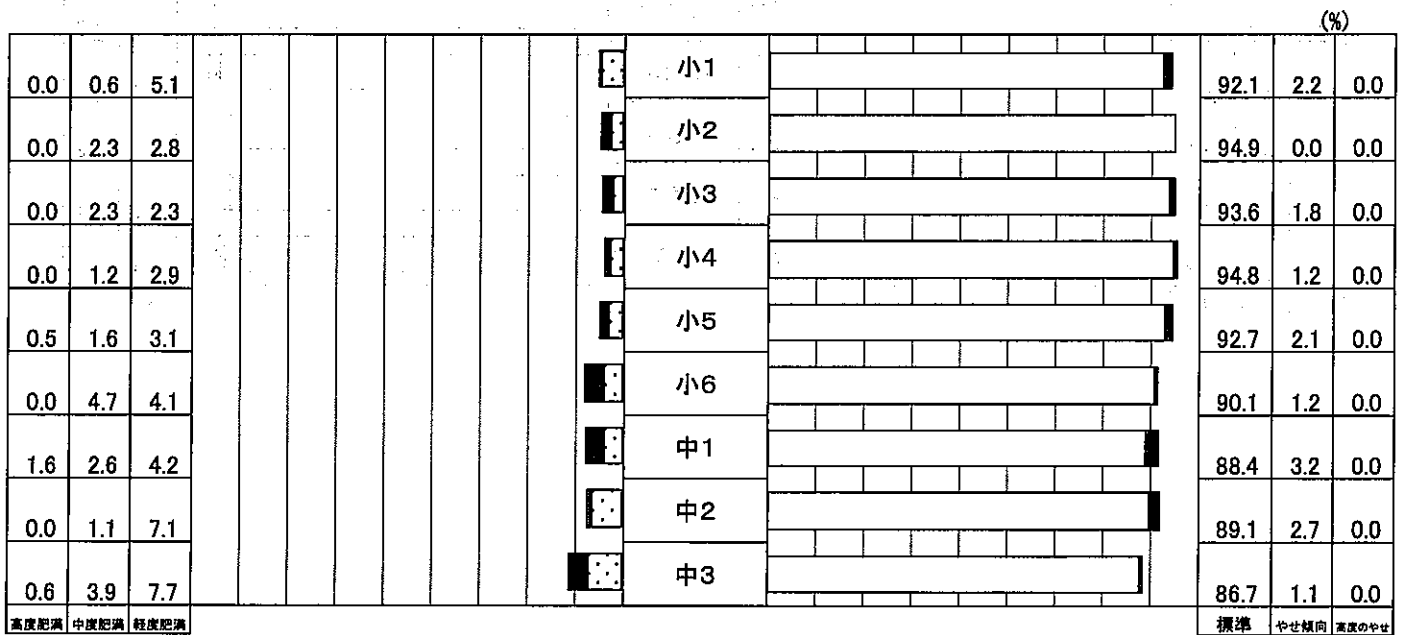 (%)
0.0 0.6 5.1 小1 92.1 2.2 0.0
0.0 2.3 2.8 小2 94.9 0.0 0.0
0.0 2.3 2.3 小3 93.6 1.8 0.0
0.0 1.2 2.9 小4 94.8 1.2 0.0
0.5 1.6 3.1 小5 92.7 2.1 0.0
0.0 4.7 4.1 小6 90.1 1.2 0.0
1.6 2.6 4.2 中1 88.4 3.2 0.0
0.0 1.1 7.1 中2 89.1 2.7 0.0
0.6 3.9 7.7 中3 86.7 1.1 0.0
高度肥満 中度肥満 軽度肥満 標準 やせ傾向 高度のやせ